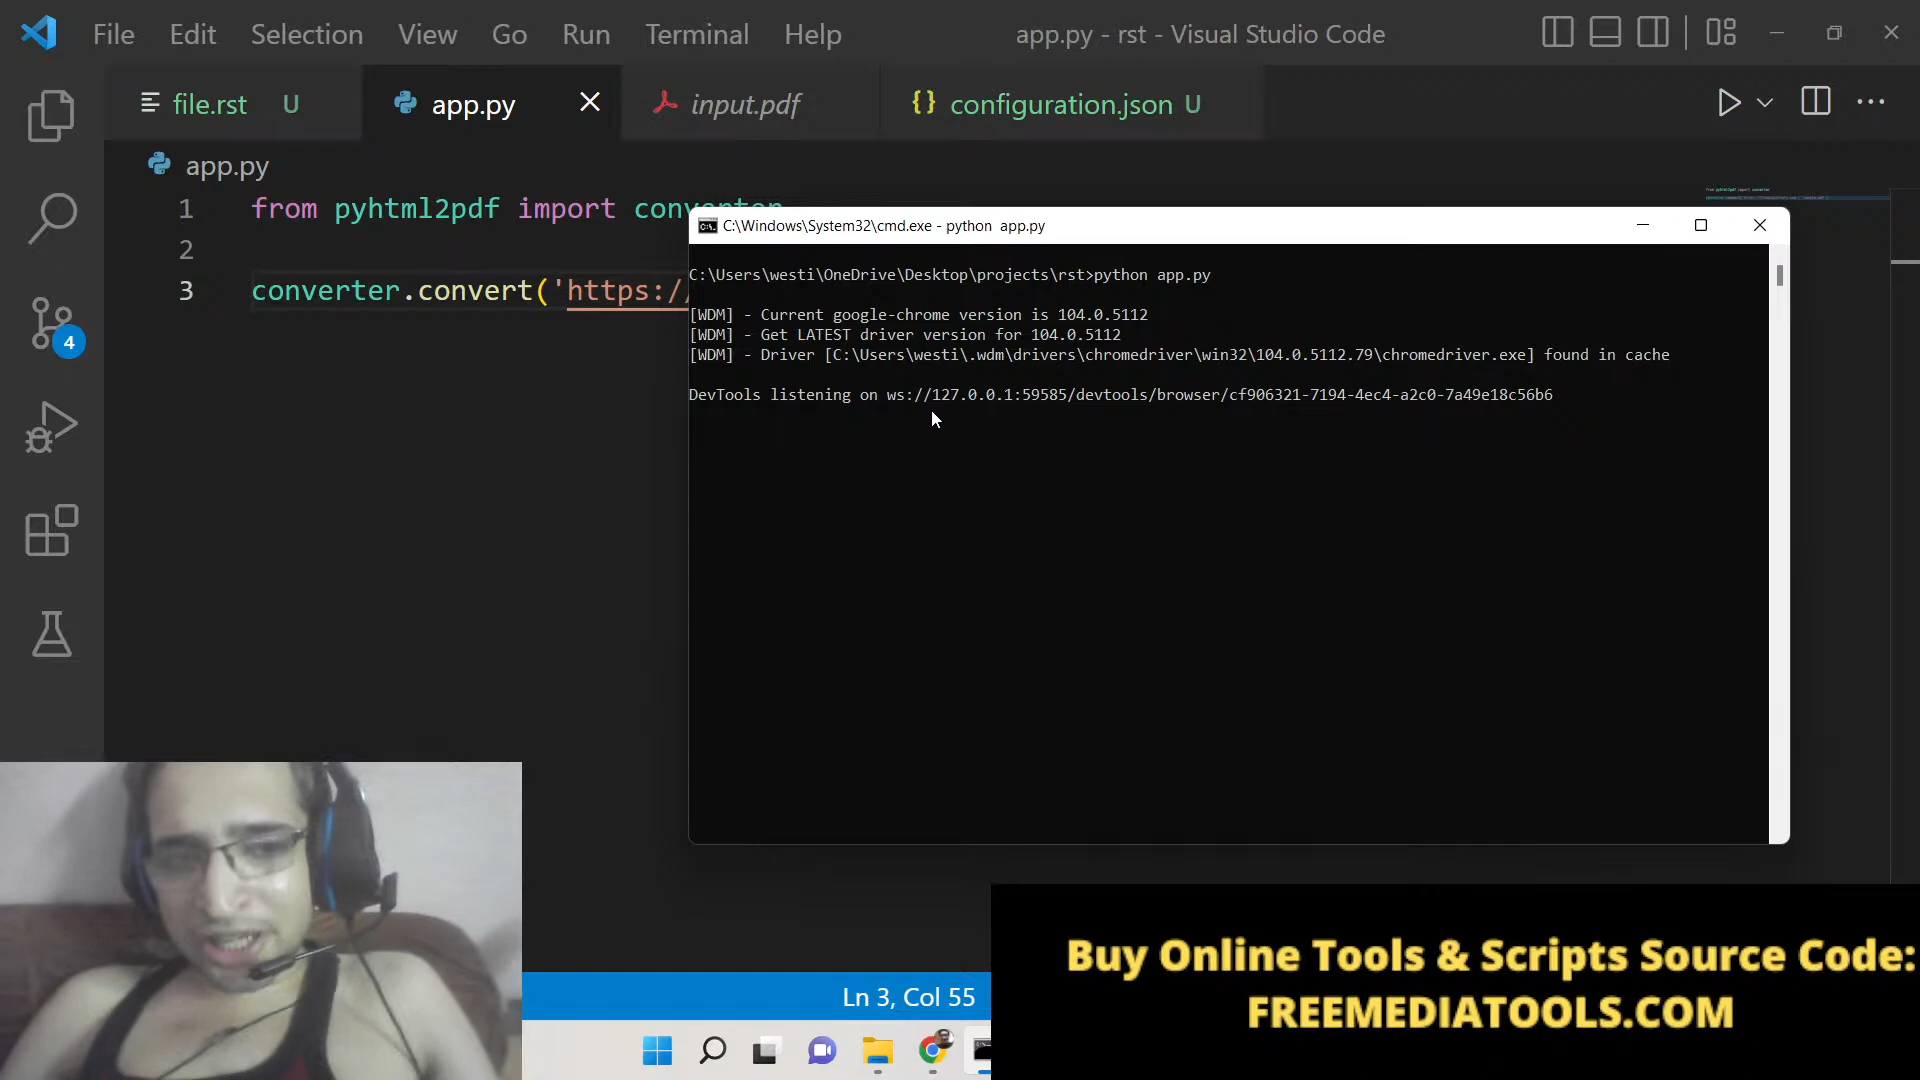 File Edit Selection View Go Run Terminal Help app.py - rst - Visual Studio Code
file.rst U app.py input.pdf {} configuration.json U
app.py
1 from pyhtml2pdf import converter
2
3 converter.convert('https:/
C:\Windows\System32\cmd.exe - python app.py
C:\Users\westi\OneDrive\Desktop\projects\rst>python app.py
[WDM] - Current google-chrome version is 104.0.5112
[WDM] - Get LATEST driver version for 104.0.5112
[WDM] - Driver [C:\Users\westi\.wdm\drivers\chromedriver\win32\104.0.5112.79\chromedriver.exe] found in cache
DevTools listening on ws://127.0.0.1:59585/devtools/browser/cf906321-7194-4ec4-a2c0-7a49e18c56b6
4
Ln 3, Col 55
Buy Online Tools & Scripts Source Code:
FREEMEDIATOOLS.COM